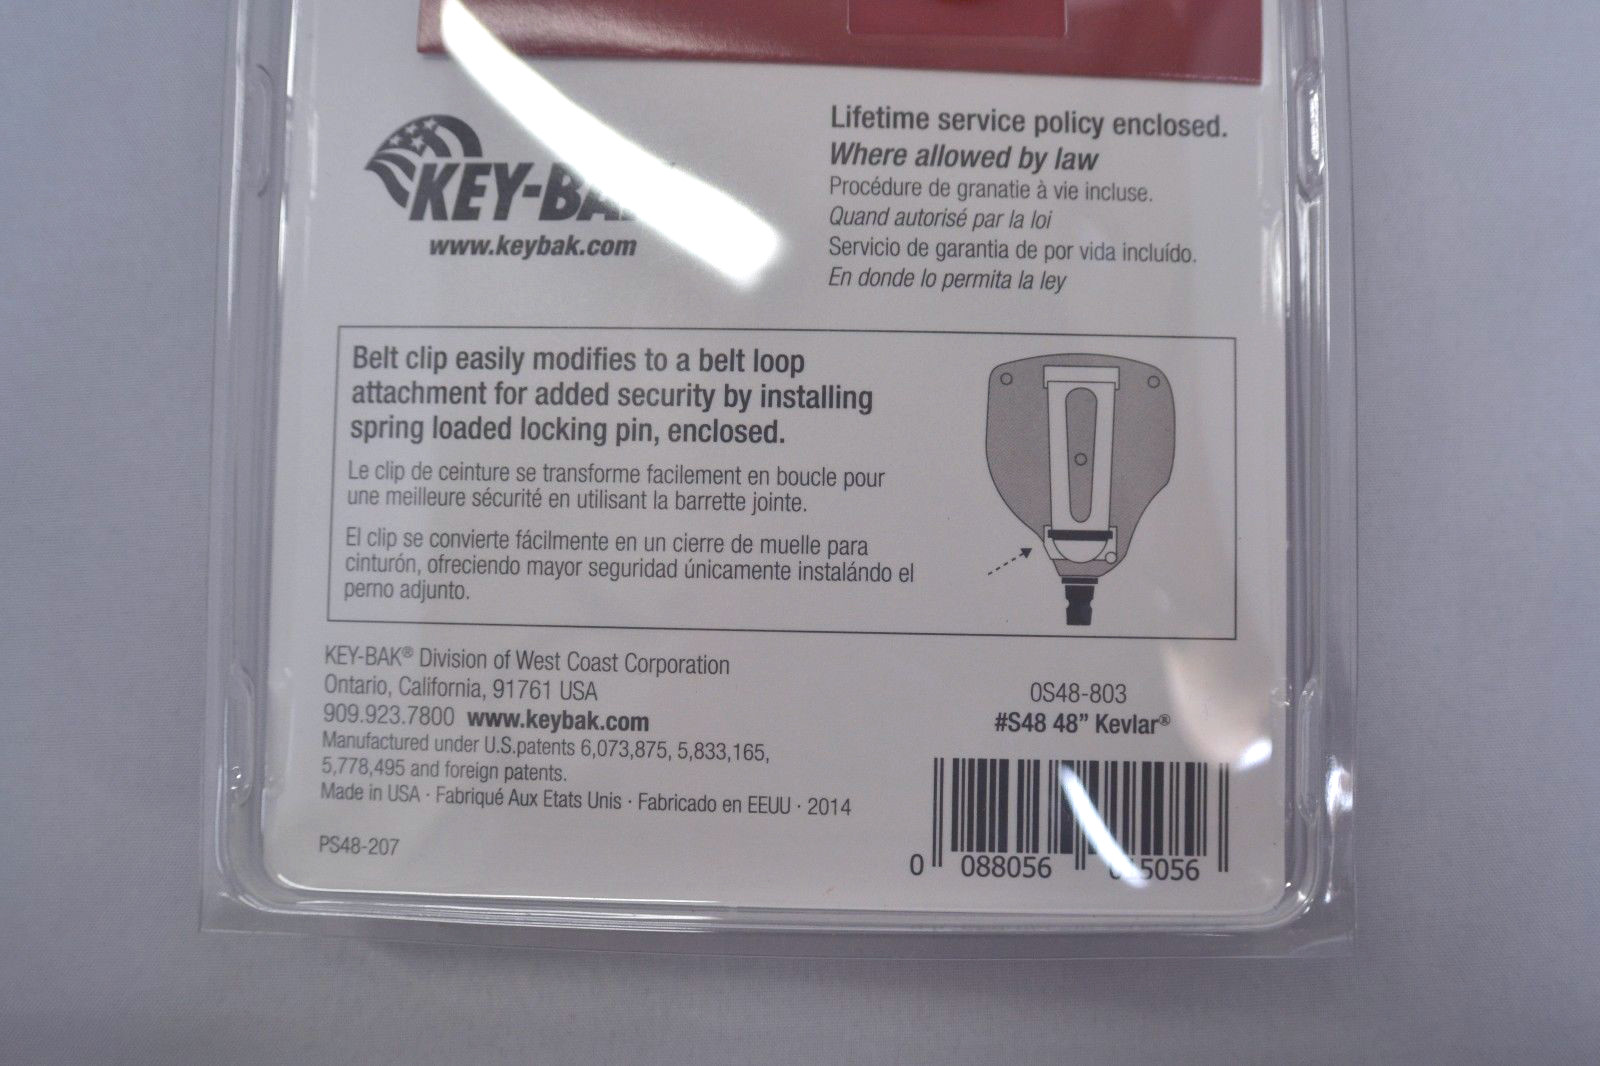 www.keybak.com
Lifetime service policy enclosed.
Where allowed by law
Procédure de granatie à vie incluse.
Quand autorisé par la loi
Servicio de garantia de por vida incluído.
En donde lo permita la ley
Belt clip easily modifies to a belt loop
attachment for added security by installing
spring loaded locking pin, enclosed.
Le clip de ceinture se transforme facilement en boucle pour
une meilleure sécurité en utilisant la barrette jointe.
El clip se convierte fácilmente en un cierre de muelle para
cinturón, ofreciendo mayor seguridad únicamente instalándo el
perno adjunto.
KEY-BAK® Division of West Coast Corporation
Ontario, California, 91761 USA
909.923.7800 www.keybak.com
Manufactured under U.S.patents 6,073,875, 5,833,165,
5,778,495 and foreign patents.
Made in USA · Fabriqué Aux Etats Unis · Fabricado en EEUU · 2014
PS48-207
0S48-803
#S48 48” Kevlar®
0 088056